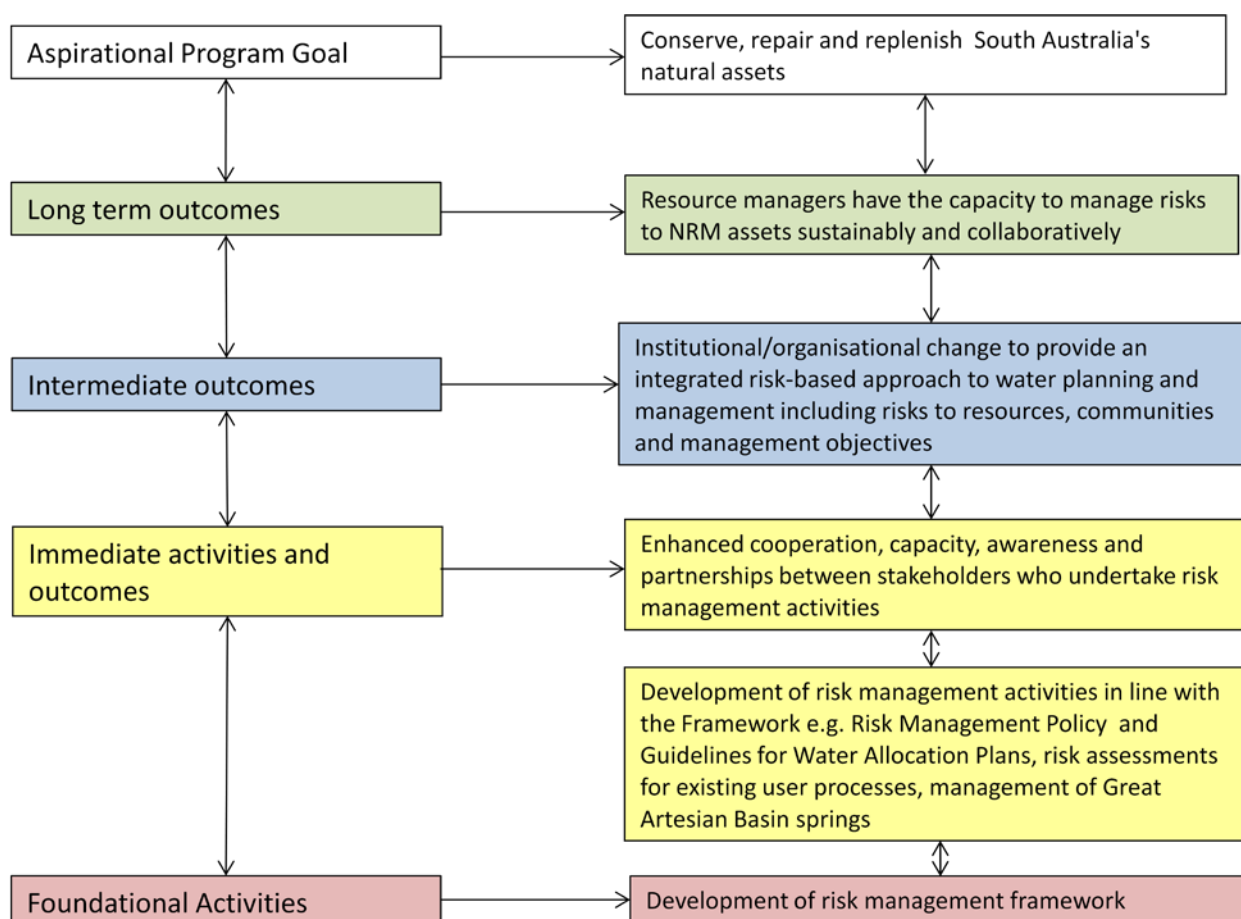 Aspirational Program Goal
Conserve, repair and replenish South Australia's
natural assets
Long term outcomes
Resource managers have the capacity to manage risks
to NRM assets sustainably and collaboratively
Intermediate outcomes
Institutional/organisational change to provide an
integrated risk-based approach to water planning and
management including risks to resources, communities
and management objectives
Immediate activities and
outcomes
Enhanced cooperation, capacity, awareness and
partnerships between stakeholders who undertake risk
management activities
Development of risk management activities in line with
the Framework e.g. Risk Management Policy and
Guidelines for Water Allocation Plans, risk assessments
for existing user processes, management of Great
Artesian Basin springs
Foundational Activities
Development of risk management framework